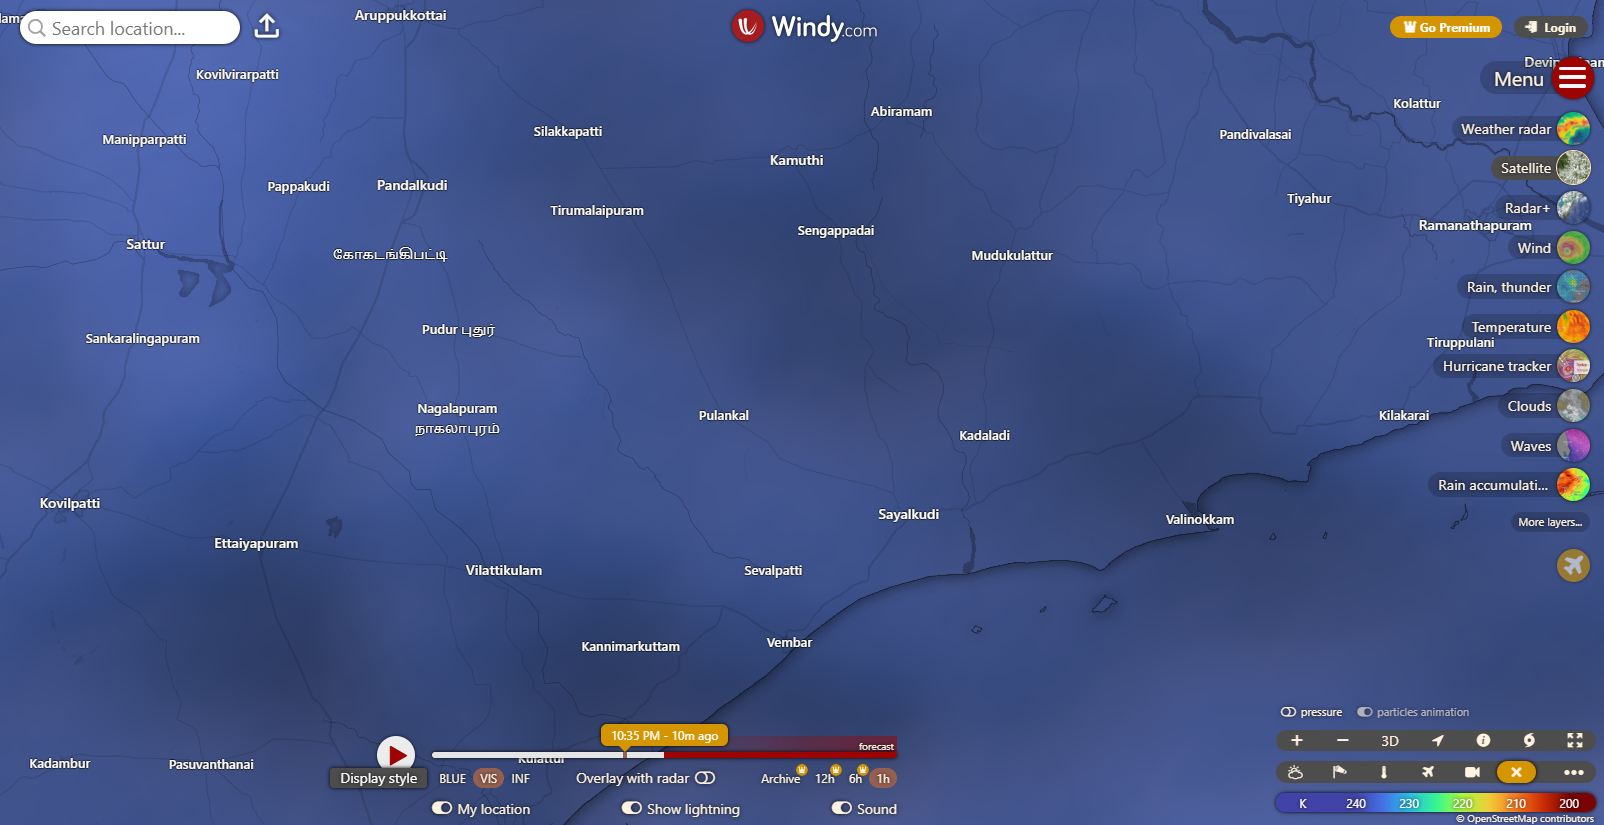 Aruppukkottai
Search location...
Windy.com
Go Premium
Login
Menu
Kovilvirarpatti
Kolattur
Abiramam
Weather radar
Silakkapatti
Pandivalasai
Manipparpatti
Kamuthi
Satellite
Pappakudi
Pandalkudi
Tiyahur
Tirumalaipuram
Radar+
Ramanathapuram
Sengappadai
Sattur
Wind
கோகடங்கிபட்டி
Mudukulattur
Rain, thunder
Temperature
Pudur புதுர்
Sankaralingapuram
Tiruppulani
Hurricane tracker
Clouds
Nagalapuram
நாகலாபுரம்
Pulankal
Kilakarai
Kadaladi
Waves
Rain accumulati...
Kovilpatti
Sayalkudi
Valinokkam
More layers...
Ettaiyapuram
Vilattikulam
Sevalpatti
Kannimarkuttam
Vembar
pressure
particles animation
10:35 PM - 10m ago
forecast
3D
Kadambur
Pasuvanthanai
Kulattur
Display style
BLUE
VIS
INF
Overlay with radar
Archive
12h
6h
1h
My location
Show lightning
Sound
K 240 230 220 210 200
© OpenStreetMap contributors